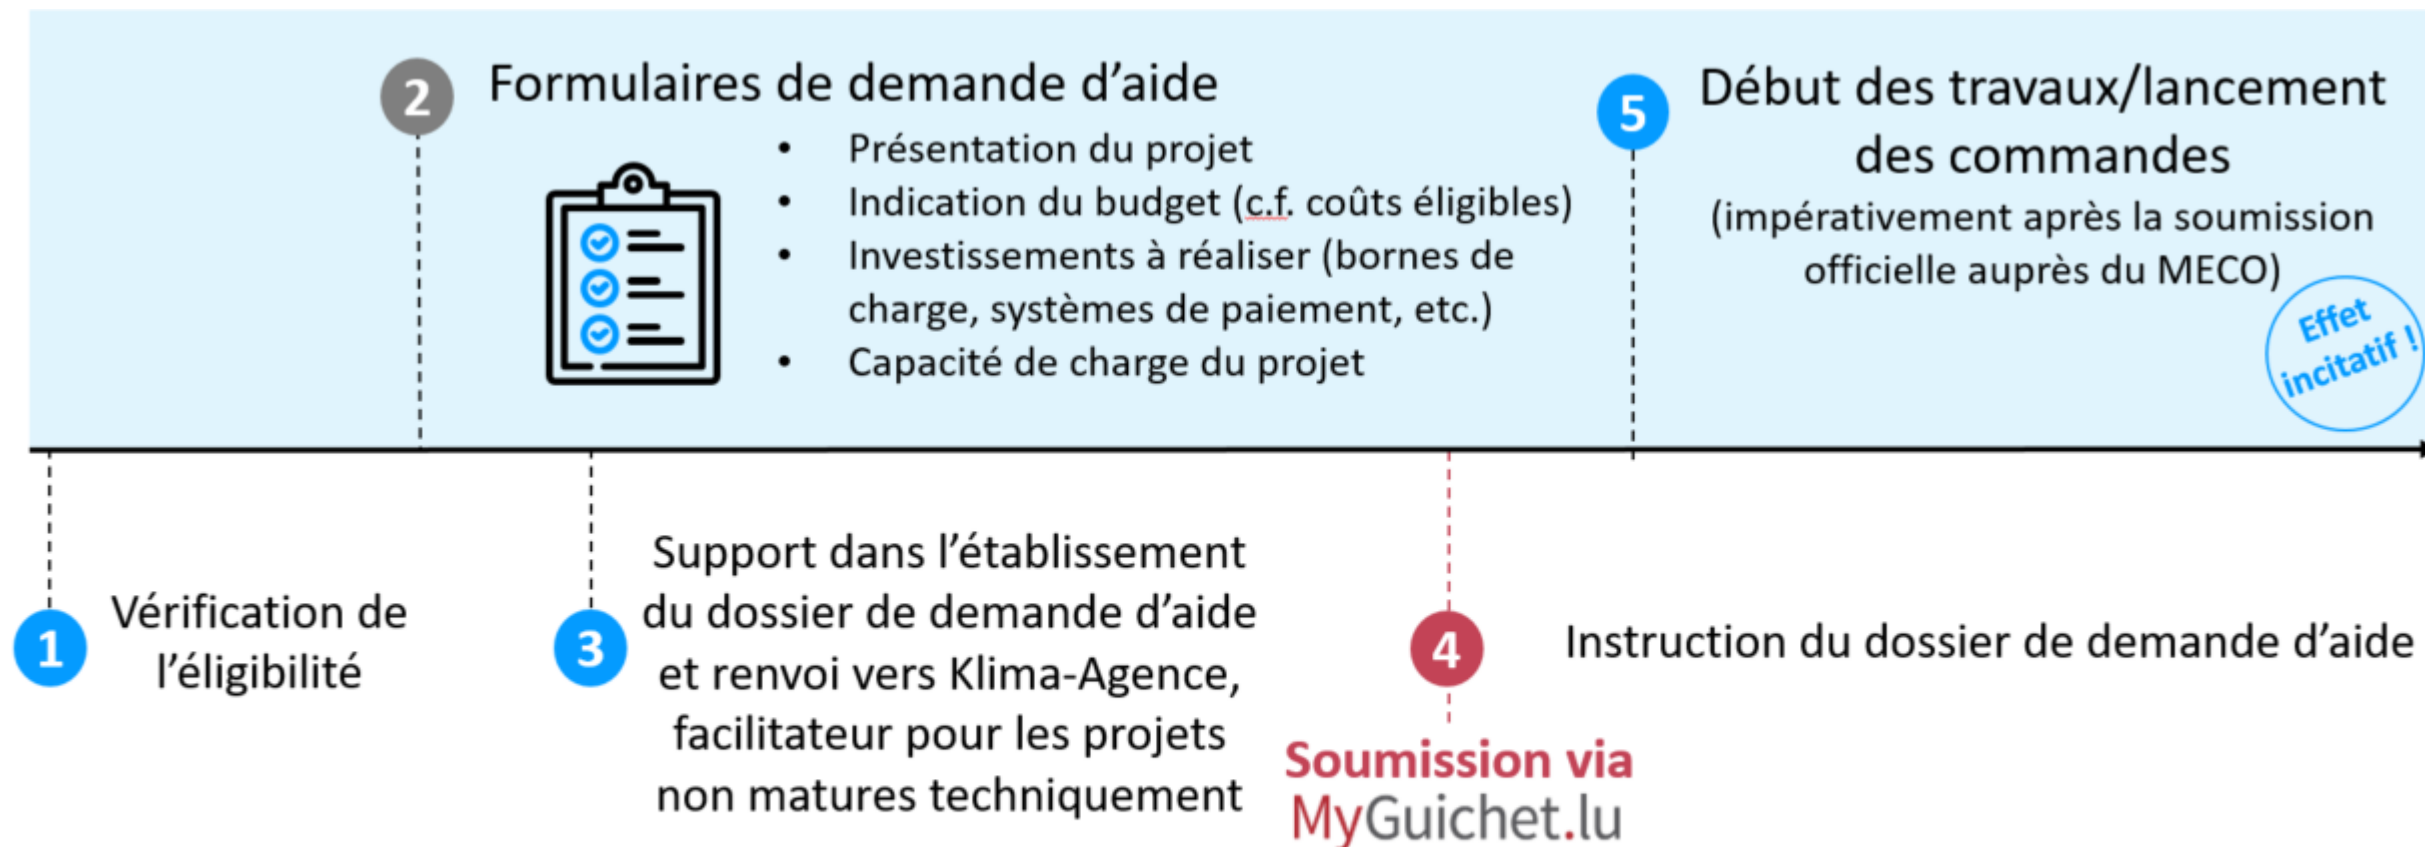 2
Formulaires de demande d’aide
• Présentation du projet
• Indication du budget (c.f. coûts éligibles)
• Investissements à réaliser (bornes de
charge, systèmes de paiement, etc.)
• Capacité de charge du projet
5
Début des travaux/lancement
des commandes
(impérativement après la soumission
officielle auprès du MECO)
Effet
incitatif !
1
Vérification de
l’éligibilité
3
Support dans l’établissement
du dossier de demande d’aide
et renvoi vers Klima-Agence,
facilitateur pour les projets
non matures techniquement
4
Soumission via
MyGuichet.lu
Instruction du dossier de demande d’aide